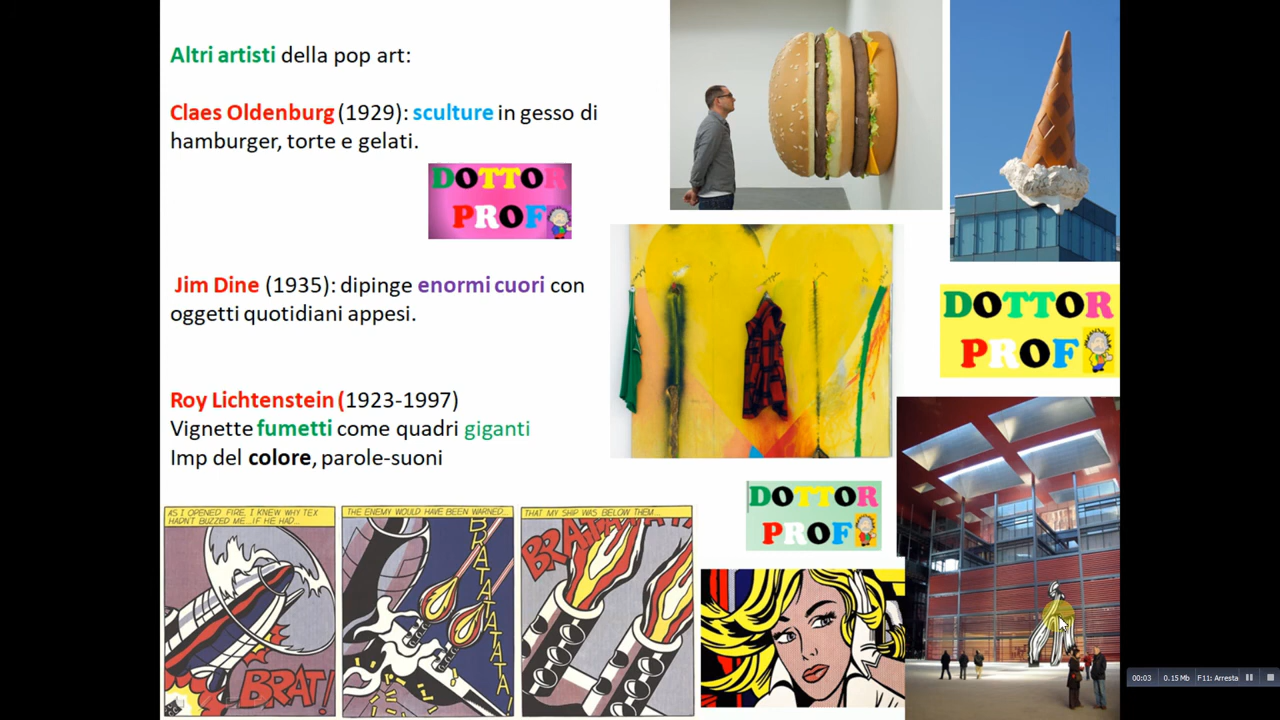 Altri artisti della pop art:
Claes Oldenburg (1929): sculture in gesso di
hamburger, torte e gelati.
DOTTOR
PROF
Jim Dine (1935): dipinge enormi cuori con
oggetti quotidiani appesi.
DOTTOR
PROF
Roy Lichtenstein (1923-1997)
Vignette fumetti come quadri giganti
Imp del colore, parole-suoni
DOTTOR
PROF
AS I OPENED FIRE, I KNEW WHY TEX
HADN'T BUZZED ME...IF HE HAD...
BRAT!
THE ENEMY WOULD HAVE BEEN WARNED...
BRATATATATA!
THAT MY SHIP WAS BELOW THEM...
00:03 0.15 Mb F11: Arresta